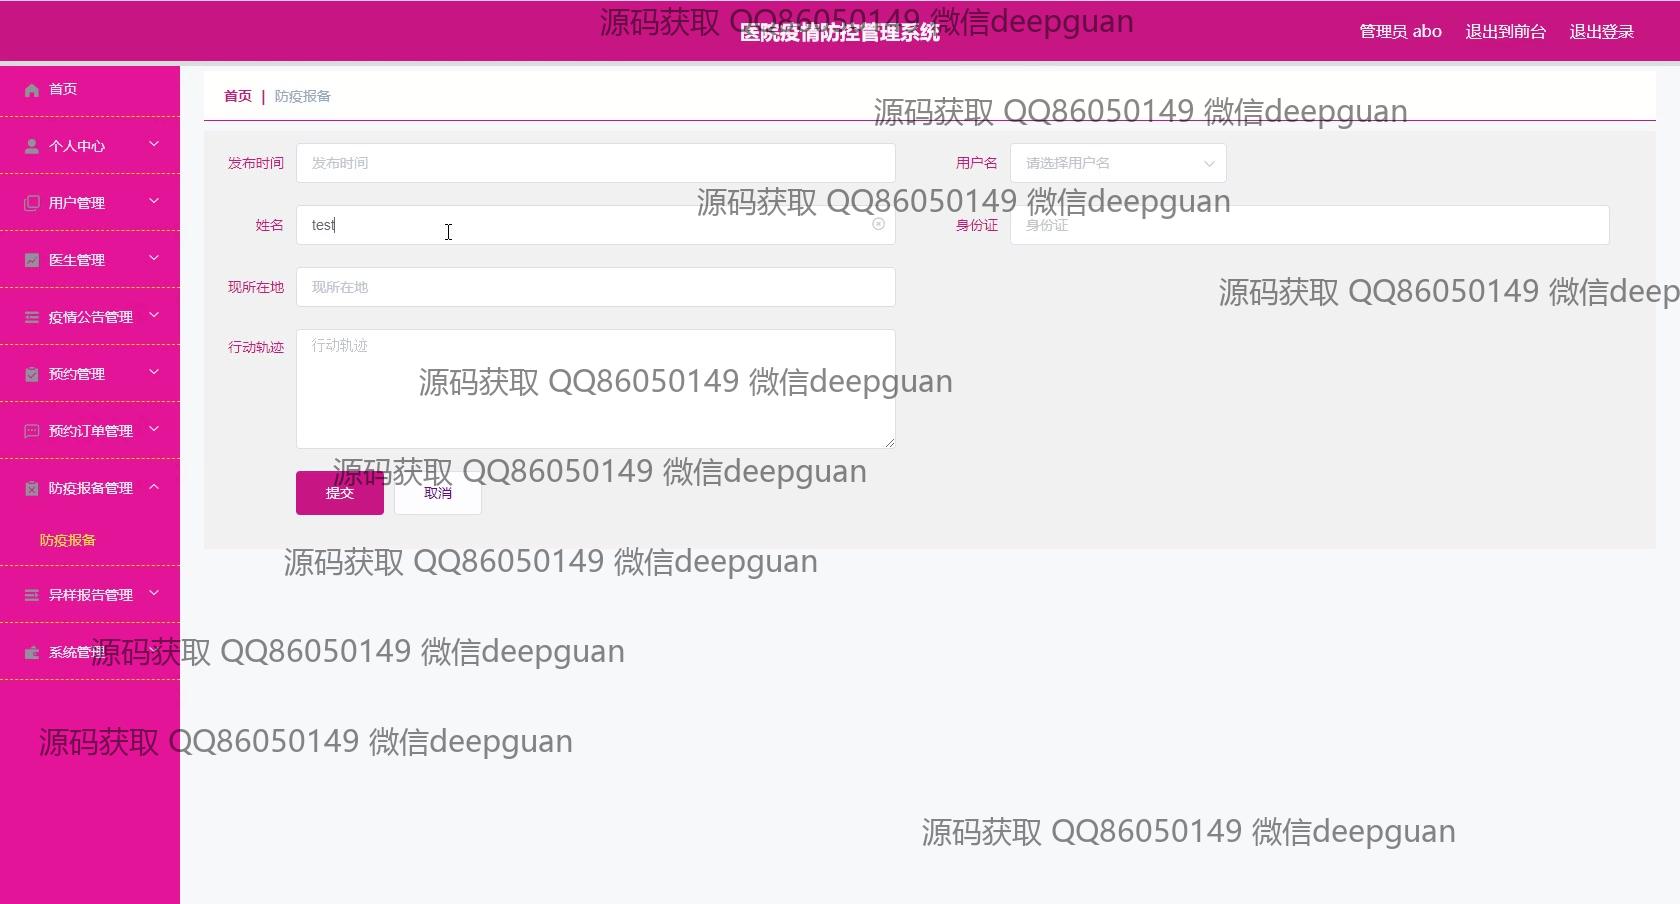 源码获取 QQ86050149 微信deepguan
医院疫情防控管理系统
管理员 abo 退出到前台 退出登录
首页
个人中心
用户管理
医生管理
疫情公告管理
预约管理
预约订单管理
防疫报备管理
防疫报备
异样报告管理
系统管理
首页 | 防疫报备
源码获取 QQ86050149 微信deepguan
发布时间 发布时间 用户名 请选择用户名
源码获取 QQ86050149 微信deepguan
姓名 test 身份证 身份证
现所在地 现所在地
源码获取 QQ86050149 微信deep
行动轨迹 行动轨迹
源码获取 QQ86050149 微信deepguan
源码获取 QQ86050149 微信deepguan
提交 取消
源码获取 QQ86050149 微信deepguan
源码获取 QQ86050149 微信deepguan
源码获取 QQ86050149 微信deepguan
源码获取 QQ86050149 微信deepguan